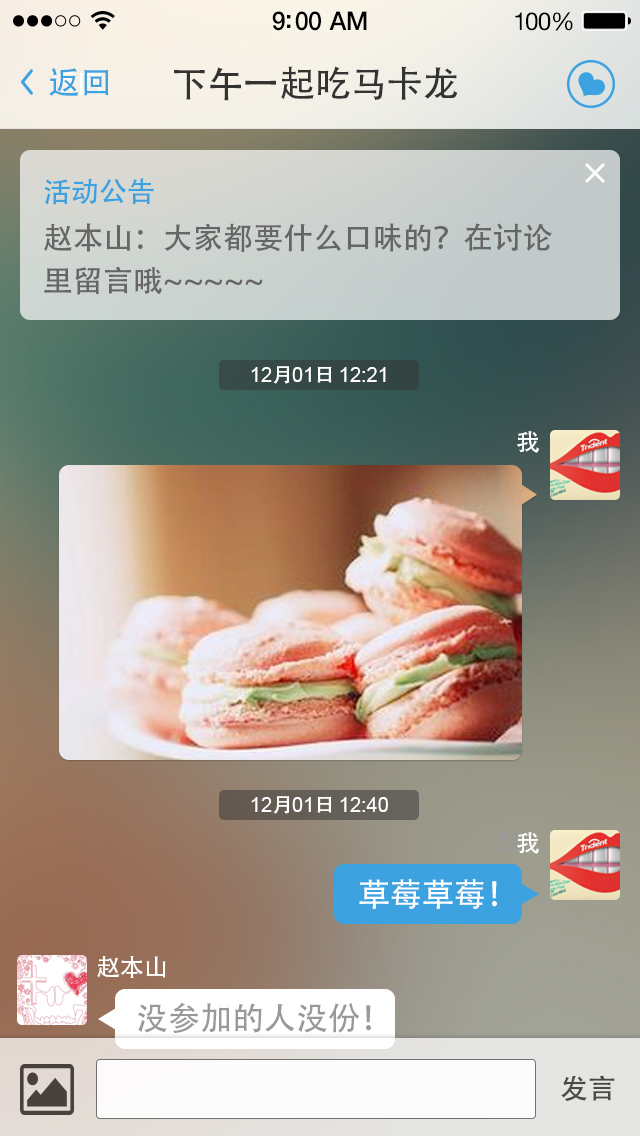 9:00 AM 100%
返回 下午一起吃马卡龙
活动公告
赵本山：大家都要什么口味的？在讨论
里留言哦~~~~~
12月01日 12:21
我
Trident
12月01日 12:40
我
Trident
草莓草莓！
赵本山
没参加的人没份！
发言